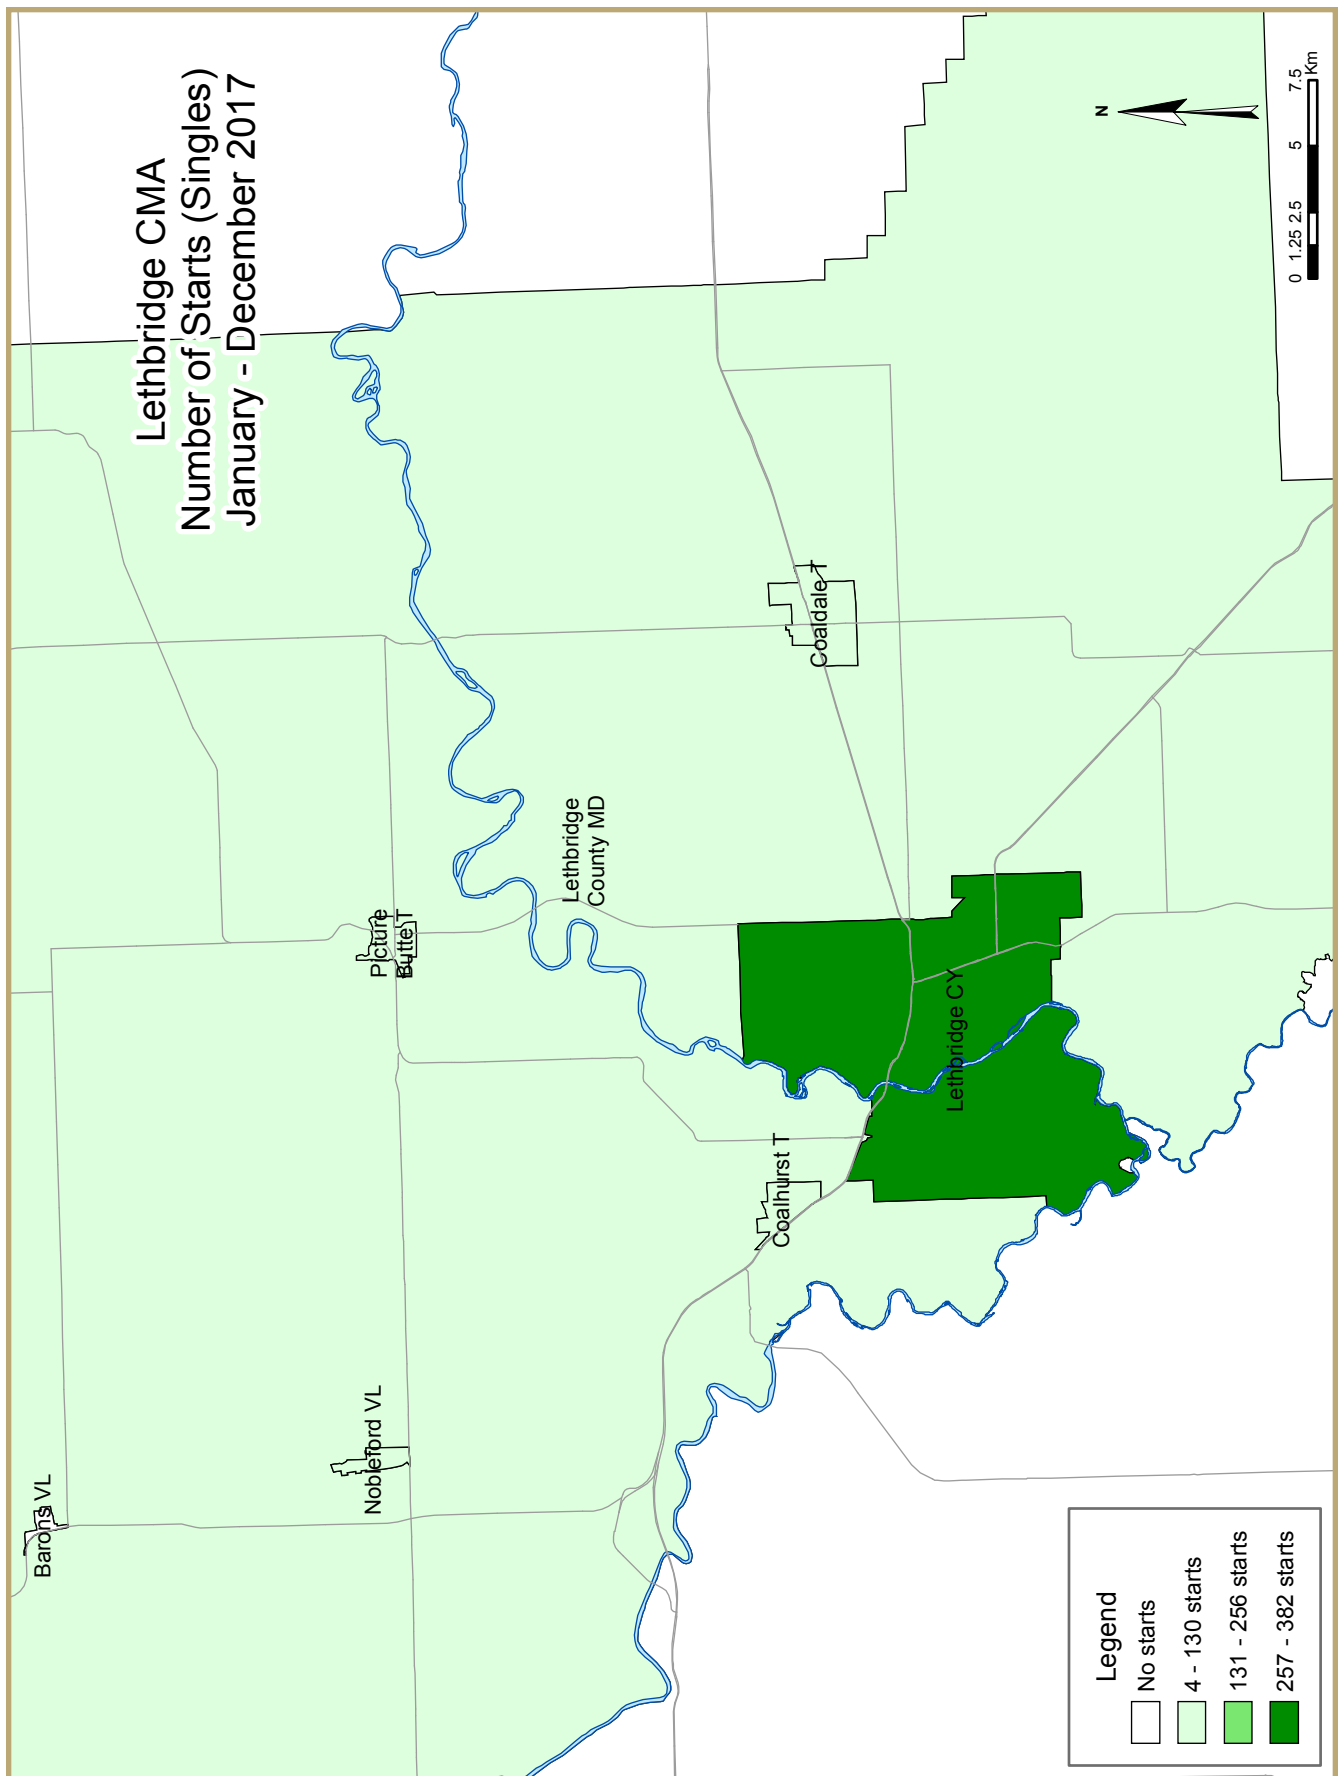 Lethbridge CMA
Number of Starts (Singles)
January - December 2017
Barons VL
Nobleford VL
Picture
Butte T
Lethbridge
County MD
Coalhurst T
Coaldale T
Lethbridge CY
Legend
No starts
4 - 130 starts
131 - 256 starts
257 - 382 starts
N
0 1.25 2.5 5 7.5
Km